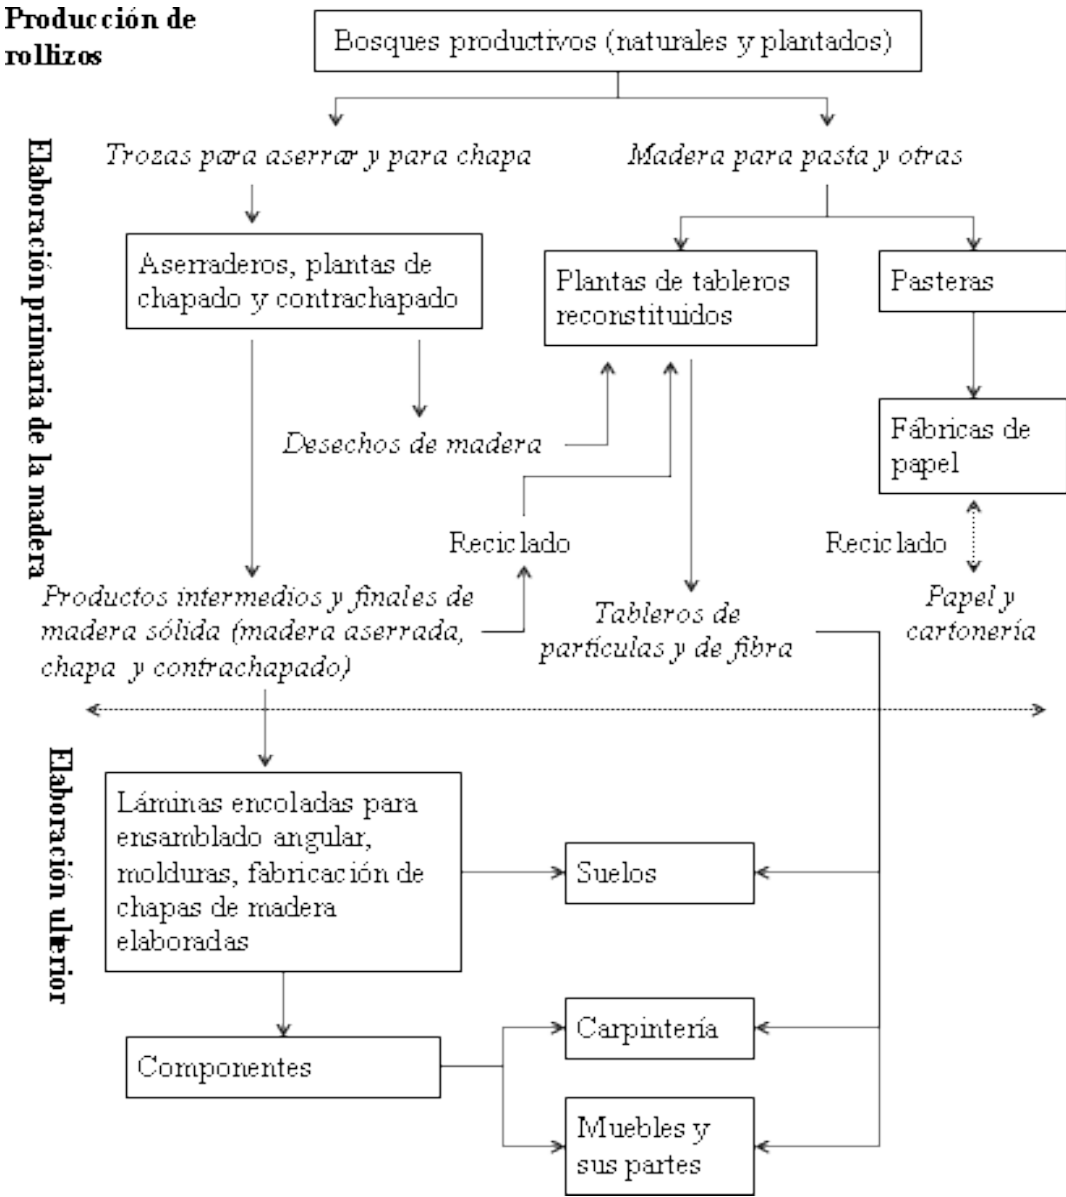 Producción de
rollizos
Bosques productivos (naturales y plantados)
Elaboración primaria de la madera
Trozas para aserrar y para chapa
Madera para pasta y otras
Aserraderos, plantas de
chapado y contrachapado
Plantas de tableros
reconstituidos
Pasteras
Desechos de madera
Fábricas de
papel
Reciclado
Reciclado
Productos intermedios y finales de
madera sólida (madera aserrada,
chapa y contrachapado)
Tableros de
partículas y de fibra
Papel y
cartonería
Elaboración ulterior
Láminas encoladas para
ensamblado angular,
molduras, fabricación de
chapas de madera
elaboradas
Suelos
Componentes
Carpintería
Muebles y
sus partes